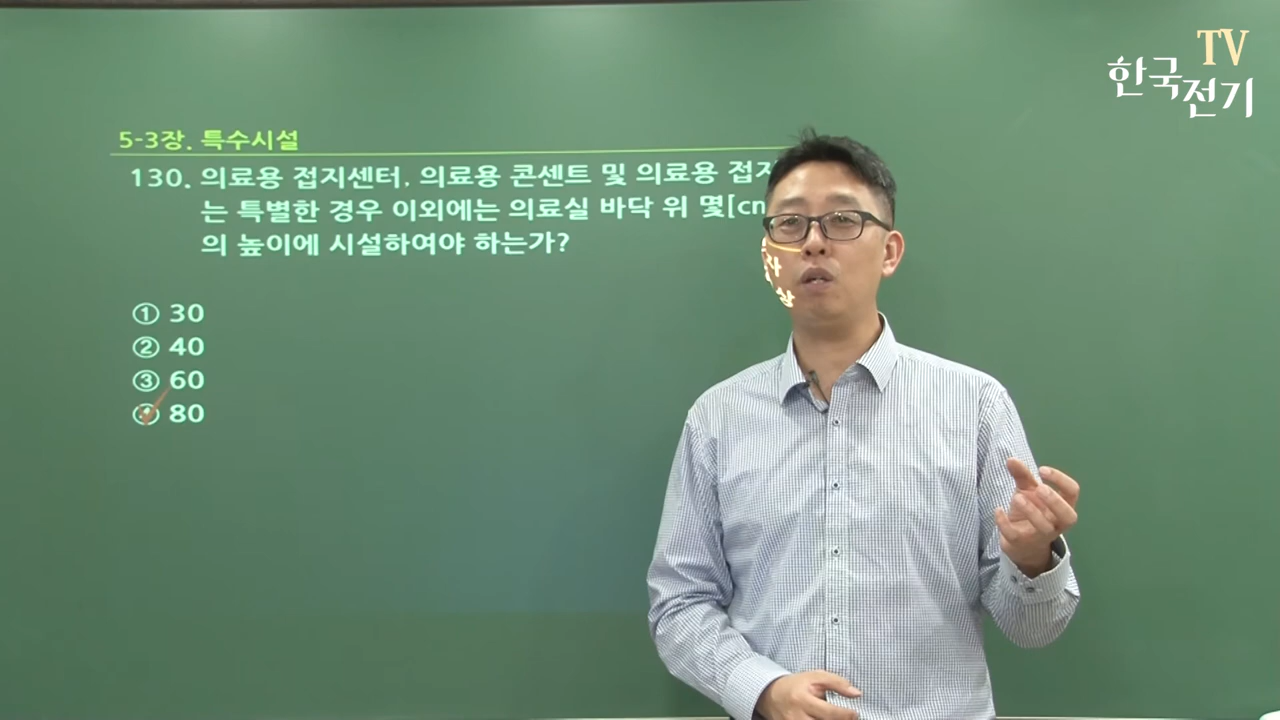 TV
한국전기
5-3장. 특수시설
130. 의료용 접지센터, 의료용 콘센트 및 의료용 접지
는 특별한 경우 이외에는 의료실 바닥 위 몇[cm
의 높이에 시설하여야 하는가?
자
상
① 30
② 40
③ 60
④ 80